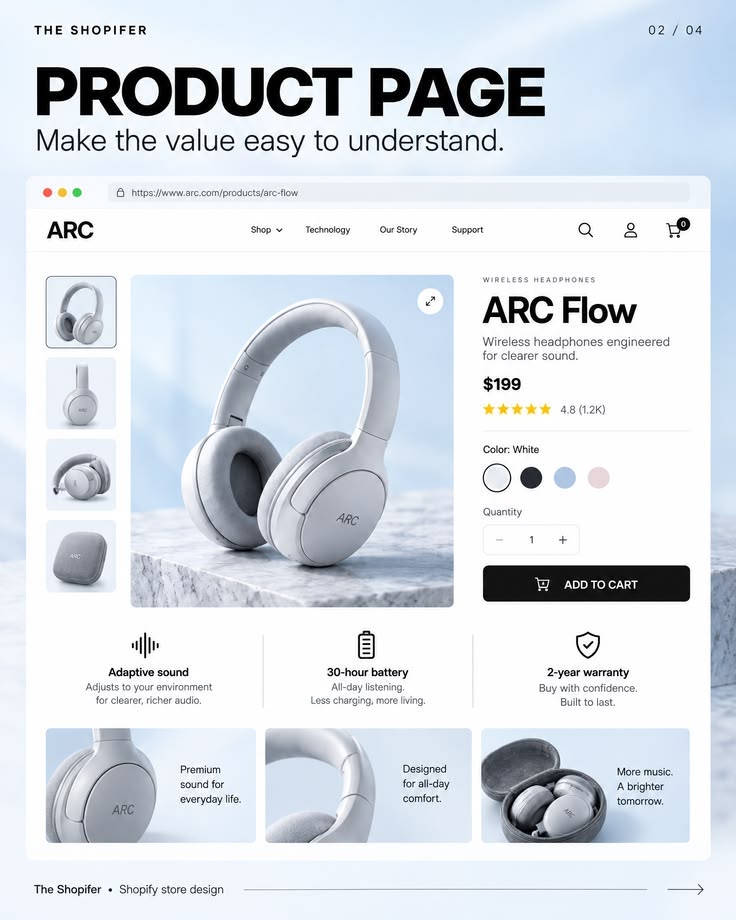 THE SHOPIFER
02 / 04
PRODUCT PAGE
Make the value easy to understand.
https://www.arc.com/products/arc-flow
ARC
Shop
Technology
Our Story
Support
0
WIRELESS HEADPHONES
ARC Flow
Wireless headphones engineered
for clearer sound.
$199
4.8 (1.2K)
Color: White
Quantity
− 1 +
ADD TO CART
ARC
ARC
ARC
Adaptive sound
Adjusts to your environment
for clearer, richer audio.
30-hour battery
All-day listening.
Less charging, more living.
2-year warranty
Buy with confidence.
Built to last.
ARC
Premium
sound for
everyday life.
Designed
for all-day
comfort.
ARC
More music.
A brighter
tomorrow.
The Shopifer • Shopify store design